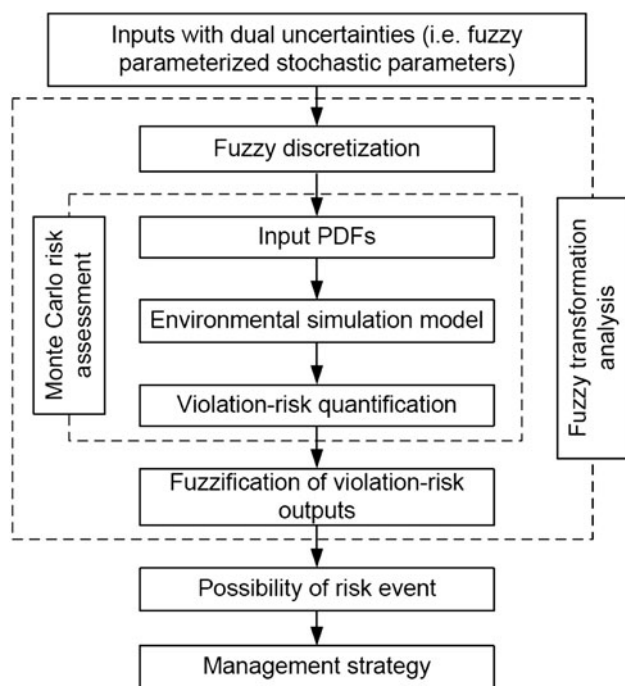 Inputs with dual uncertainties (i.e. fuzzy
parameterized stochastic parameters)
Fuzzy discretization
Input PDFs
Environmental simulation model
Violation-risk quantification
Monte Carlo risk
assessment
Fuzzy transformation
analysis
Fuzzification of violation-risk
outputs
Possibility of risk event
Management strategy